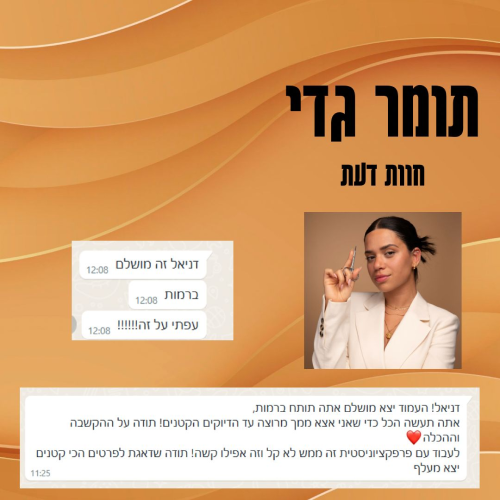 תומר גדי
חוות דעת
דניאל זה מושלם 12:08
ברמות 12:08
עפתי על זה!!!!!! 12:08
דניאל! העמוד יצא מושלם אתה תותח ברמות,
אתה תעשה הכל כדי שאני אצא ממך מרוצה עד הדיוקים הקטנים! תודה על ההקשבה
וההכלה❤️
לעבוד עם פרפקציוניסטית זה ממש לא קל וזה אפילו קשה! תודה שדאגת לפרטים הכי קטנים
יצא מעלף
11:25